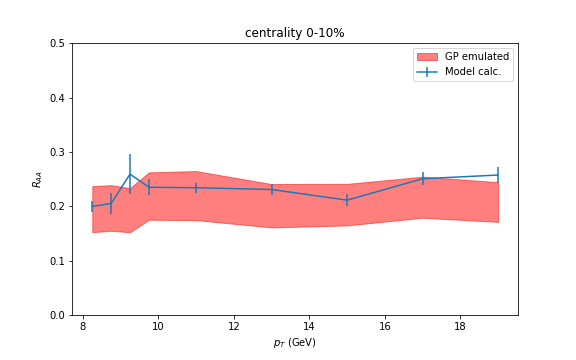 centrality 0-10%
GP emulated
Model calc.
R_AA
0.5
0.4
0.3
0.2
0.1
0.0
8 10 12 14 16 18
p_T (GeV)